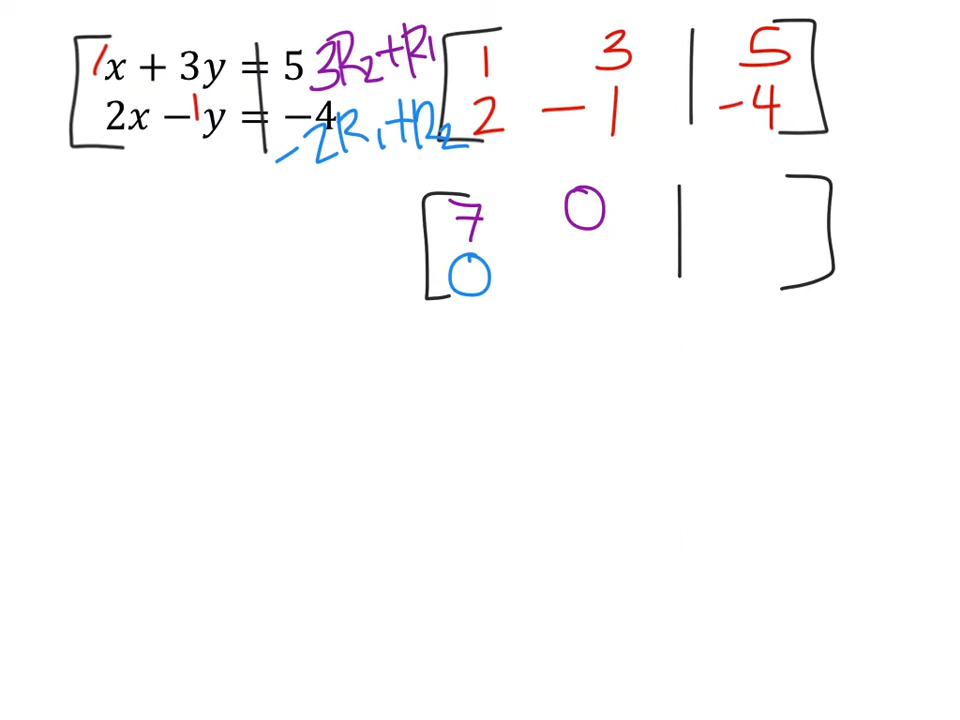 1x + 3y = 5 3R₂+R₁ [1 3 | 5]
2x − 1y = −4 −2R₁+R₂ [2 −1 | −4]
[7 0 | ]
[0 | ]